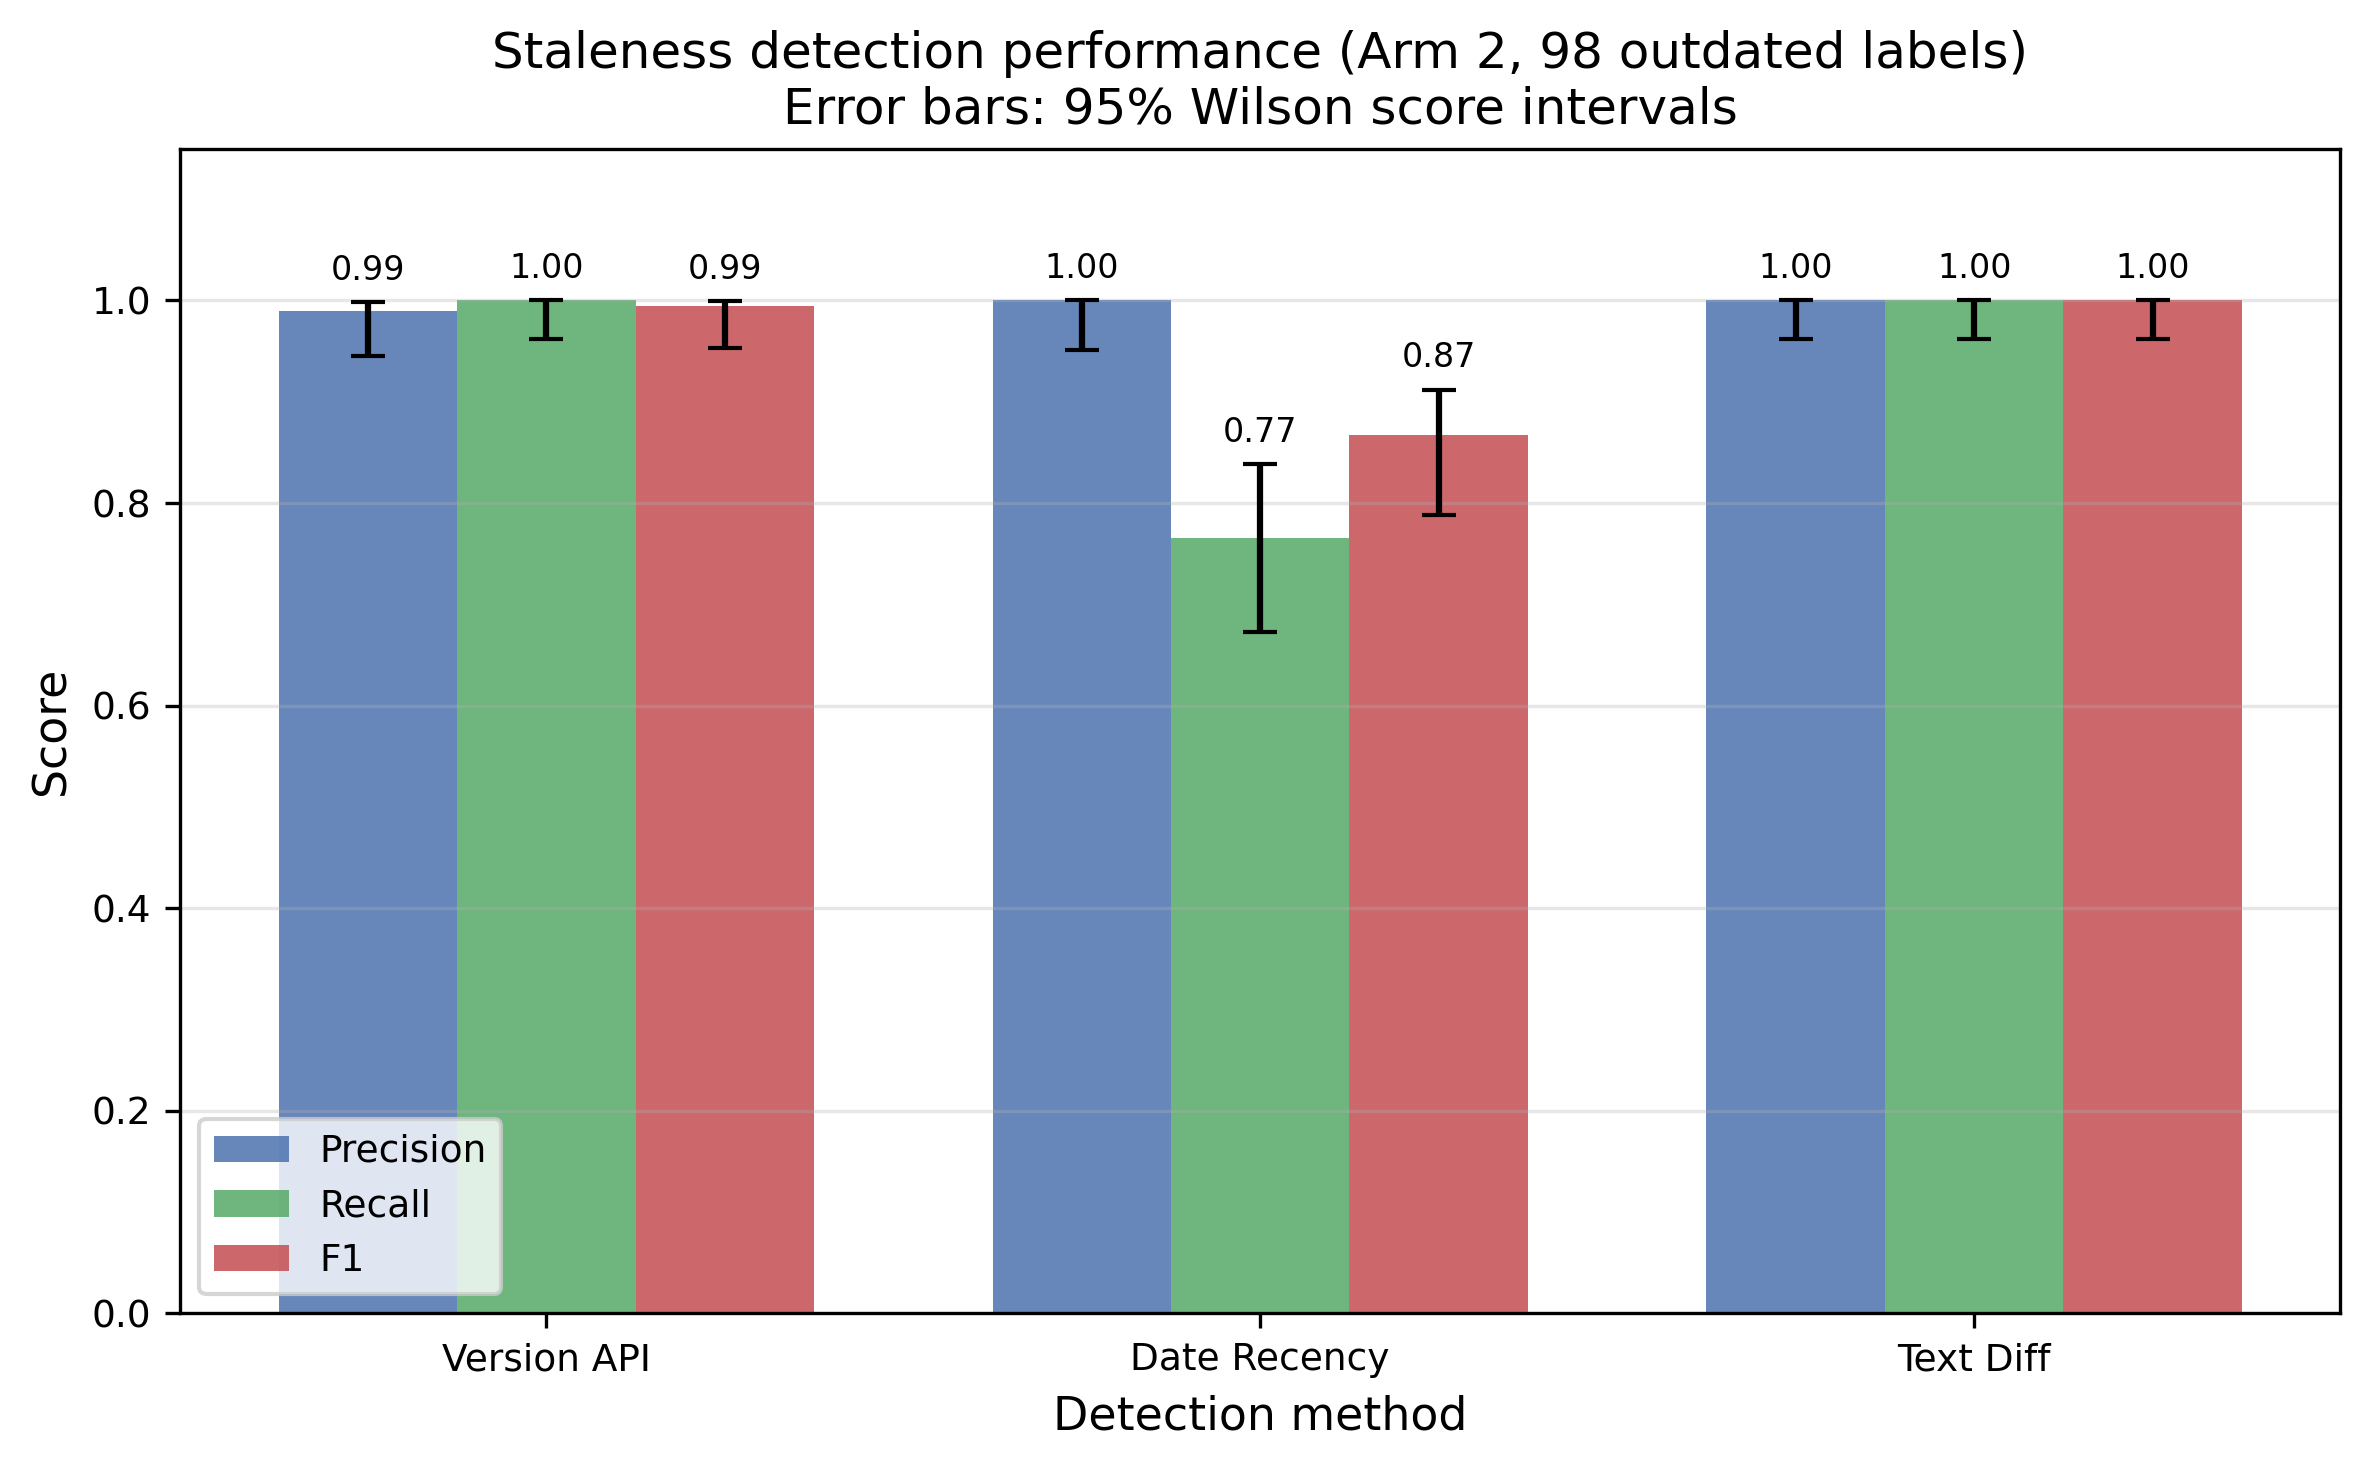 Staleness detection performance (Arm 2, 98 outdated labels)
Error bars: 95% Wilson score intervals
0.99
1.00
0.99
1.00
0.77
0.87
1.00
1.00
1.00
1.0
0.8
0.6
0.4
0.2
0.0
Score
Precision
Recall
F1
Version API
Date Recency
Text Diff
Detection method